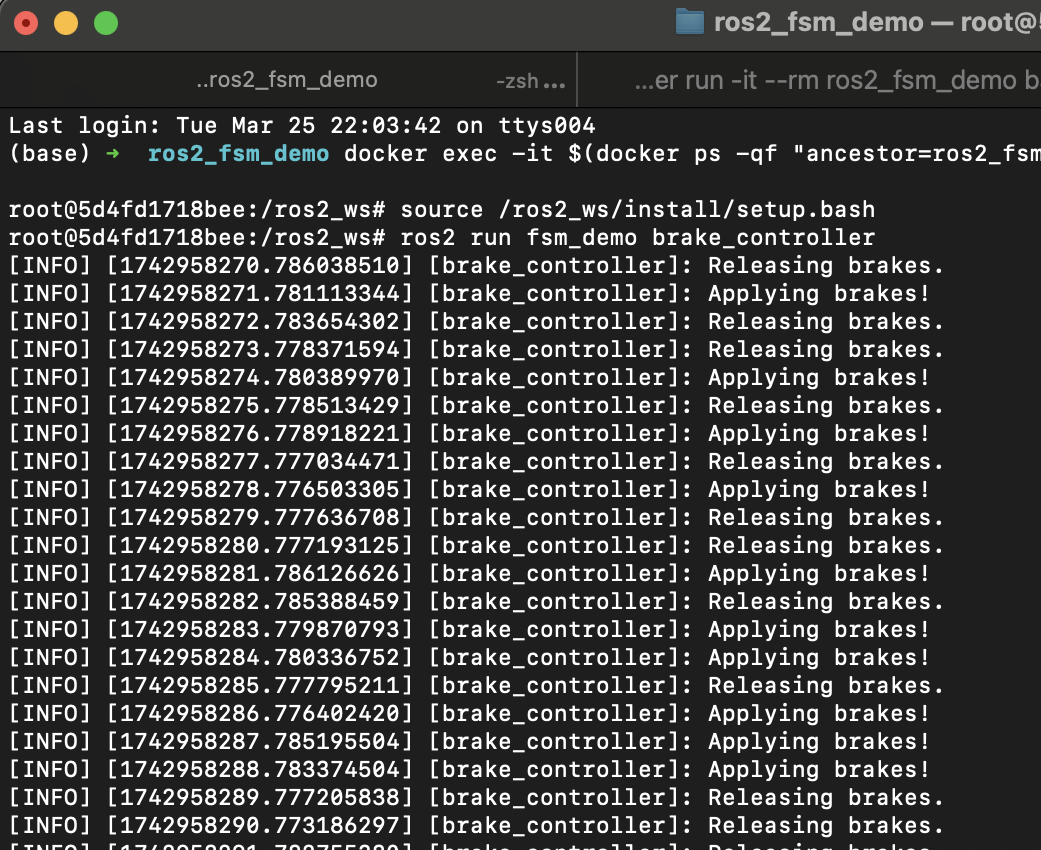 ros2_fsm_demo — root@5
..ros2_fsm_demo -zsh ... ...er run -it --rm ros2_fsm_demo b
Last login: Tue Mar 25 22:03:42 on ttys004
(base) ➜ ros2_fsm_demo docker exec -it $(docker ps -qf "ancestor=ros2_fsm
root@5d4fd1718bee:/ros2_ws# source /ros2_ws/install/setup.bash
root@5d4fd1718bee:/ros2_ws# ros2 run fsm_demo brake_controller
[INFO] [1742958270.786038510] [brake_controller]: Releasing brakes.
[INFO] [1742958271.781113344] [brake_controller]: Applying brakes!
[INFO] [1742958272.783654302] [brake_controller]: Releasing brakes.
[INFO] [1742958273.778371594] [brake_controller]: Releasing brakes.
[INFO] [1742958274.780389970] [brake_controller]: Applying brakes!
[INFO] [1742958275.778513429] [brake_controller]: Releasing brakes.
[INFO] [1742958276.778918221] [brake_controller]: Applying brakes!
[INFO] [1742958277.777034471] [brake_controller]: Releasing brakes.
[INFO] [1742958278.776503305] [brake_controller]: Applying brakes!
[INFO] [1742958279.777636708] [brake_controller]: Releasing brakes.
[INFO] [1742958280.777193125] [brake_controller]: Releasing brakes.
[INFO] [1742958281.786126626] [brake_controller]: Applying brakes!
[INFO] [1742958282.785388459] [brake_controller]: Releasing brakes.
[INFO] [1742958283.779870793] [brake_controller]: Applying brakes!
[INFO] [1742958284.780336752] [brake_controller]: Applying brakes!
[INFO] [1742958285.777795211] [brake_controller]: Releasing brakes.
[INFO] [1742958286.776402420] [brake_controller]: Applying brakes!
[INFO] [1742958287.785195504] [brake_controller]: Applying brakes!
[INFO] [1742958288.783374504] [brake_controller]: Applying brakes!
[INFO] [1742958289.777205838] [brake_controller]: Releasing brakes.
[INFO] [1742958290.773186297] [brake_controller]: Releasing brakes.